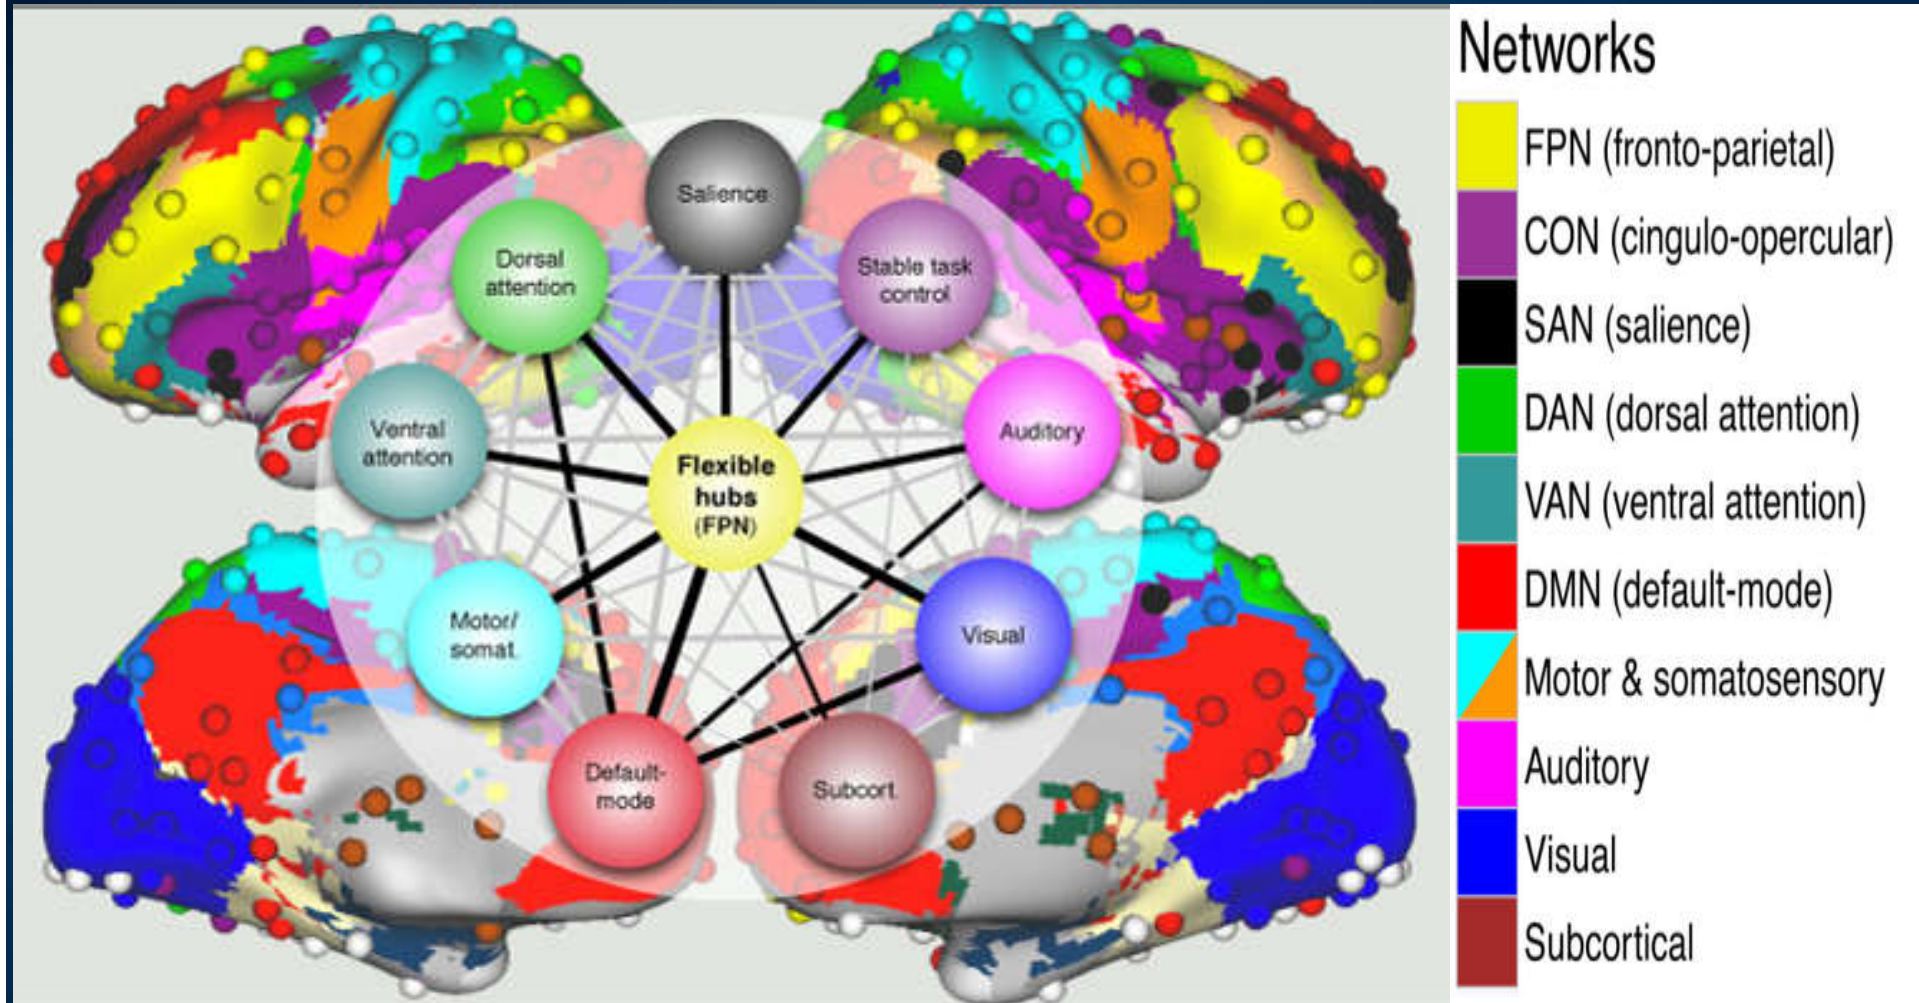 Salience
Dorsal
attention
Stable task
control
Ventral
attention
Auditory
Flexible
hubs
(FPN)
Motor/
somat.
Visual
Default-
mode
Subcort.
Networks
FPN (fronto-parietal)
CON (cingulo-opercular)
SAN (salience)
DAN (dorsal attention)
VAN (ventral attention)
DMN (default-mode)
Motor & somatosensory
Auditory
Visual
Subcortical